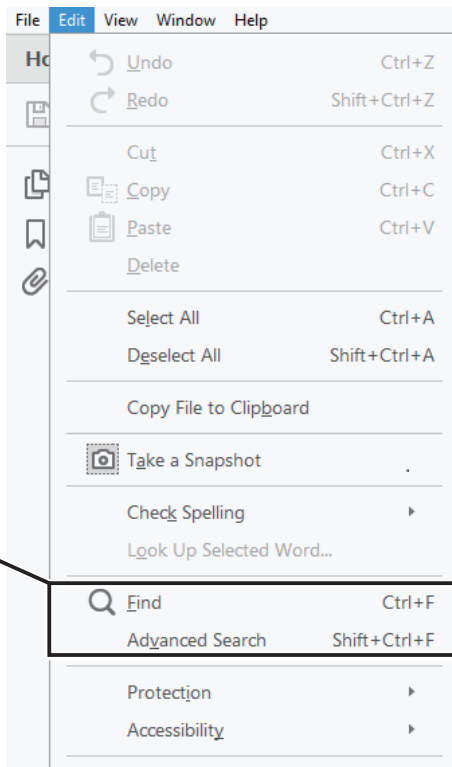 File Edit View Window Help
Ho
Undo Ctrl+Z
Redo Shift+Ctrl+Z
Cut Ctrl+X
Copy Ctrl+C
Paste Ctrl+V
Delete
Select All Ctrl+A
Deselect All Shift+Ctrl+A
Copy File to Clipboard
Take a Snapshot
Check Spelling
Look Up Selected Word...
Find Ctrl+F
Advanced Search Shift+Ctrl+F
Protection
Accessibility